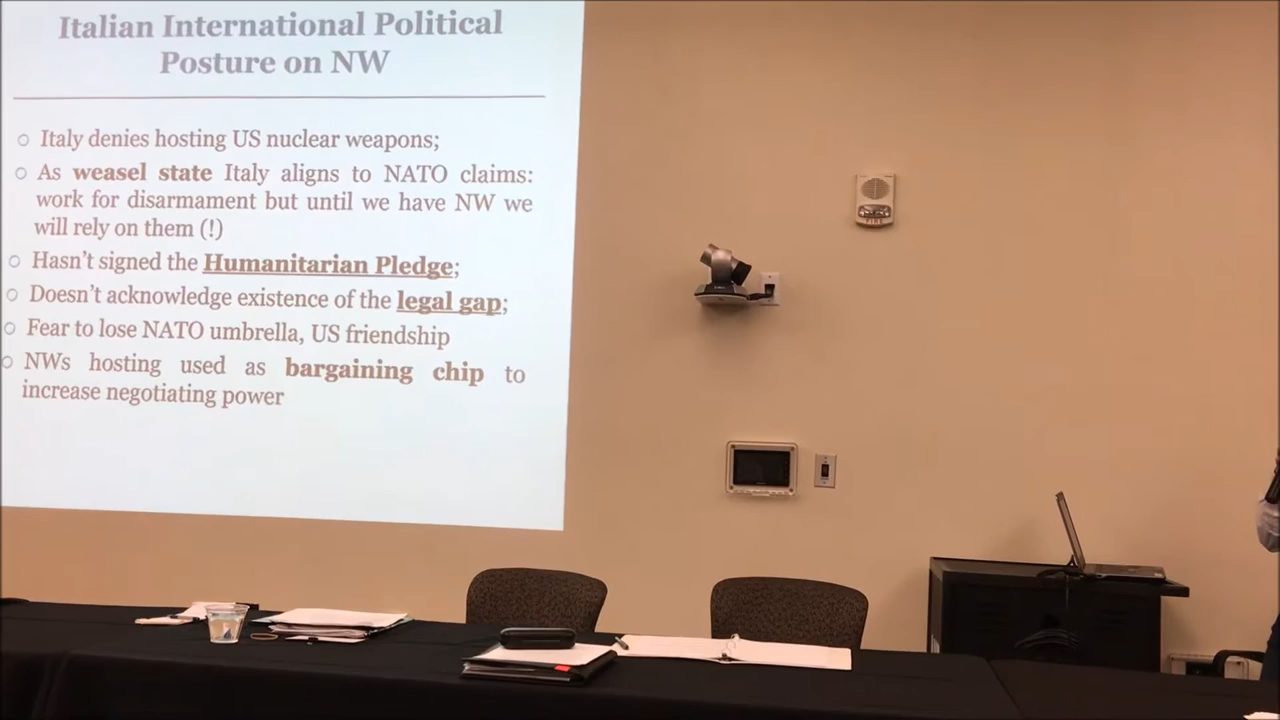 Italian International Political
Posture on NW
Italy denies hosting US nuclear weapons;
As weasel state Italy aligns to NATO claims:
work for disarmament but until we have NW we
will rely on them (!)
Hasn't signed the Humanitarian Pledge;
Doesn't acknowledge existence of the legal gap;
Fear to lose NATO umbrella, US friendship
NWs hosting used as bargaining chip to
increase negotiating power
FIRE